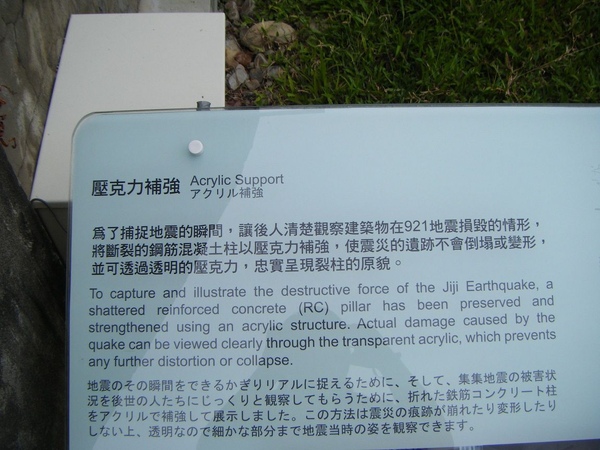 壓克力補強 Acrylic Support
アクリル補強
為了捕捉地震的瞬間，讓後人清楚觀察建築物在921地震損毀的情形，
將斷裂的鋼筋混凝土柱以壓克力補強，使震災的遺跡不會倒塌或變形，
並可透過透明的壓克力，忠實呈現裂柱的原貌。
To capture and illustrate the destructive force of the Jiji Earthquake, a
shattered reinforced concrete (RC) pillar has been preserved and
strengthened using an acrylic structure. Actual damage caused by the
quake can be viewed clearly through the transparent acrylic, which prevents
any further distortion or collapse.
地震のその瞬間をできるかぎりリアルに捉えるために、そして、集集地震の被害状
況を後世の人たちにじっくりと観察してもらうために、折れた鉄筋コンクリート柱
をアクリルで補強して展示しました。この方法は震災の痕跡が崩れたり変形したり
しない上、透明なので細かな部分まで地震当時の姿を観察できます。